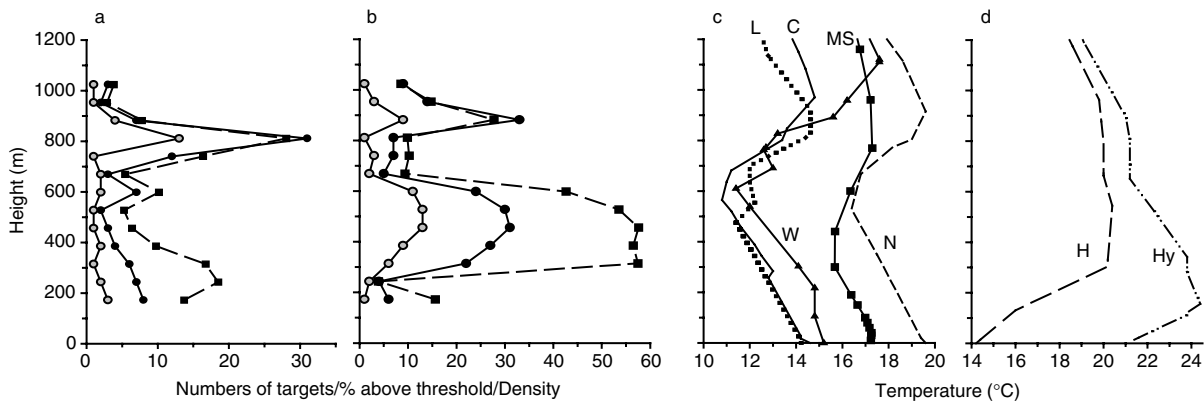 a b c d
L C MS
1200
1000
800
600
400
200
0
Height (m)
W N H Hy
0 10 20 30 0 10 20 30 40 50 60 10 12 14 16 18 20 14 16 18 20 22 24
Numbers of targets/% above threshold/Density Temperature (°C)